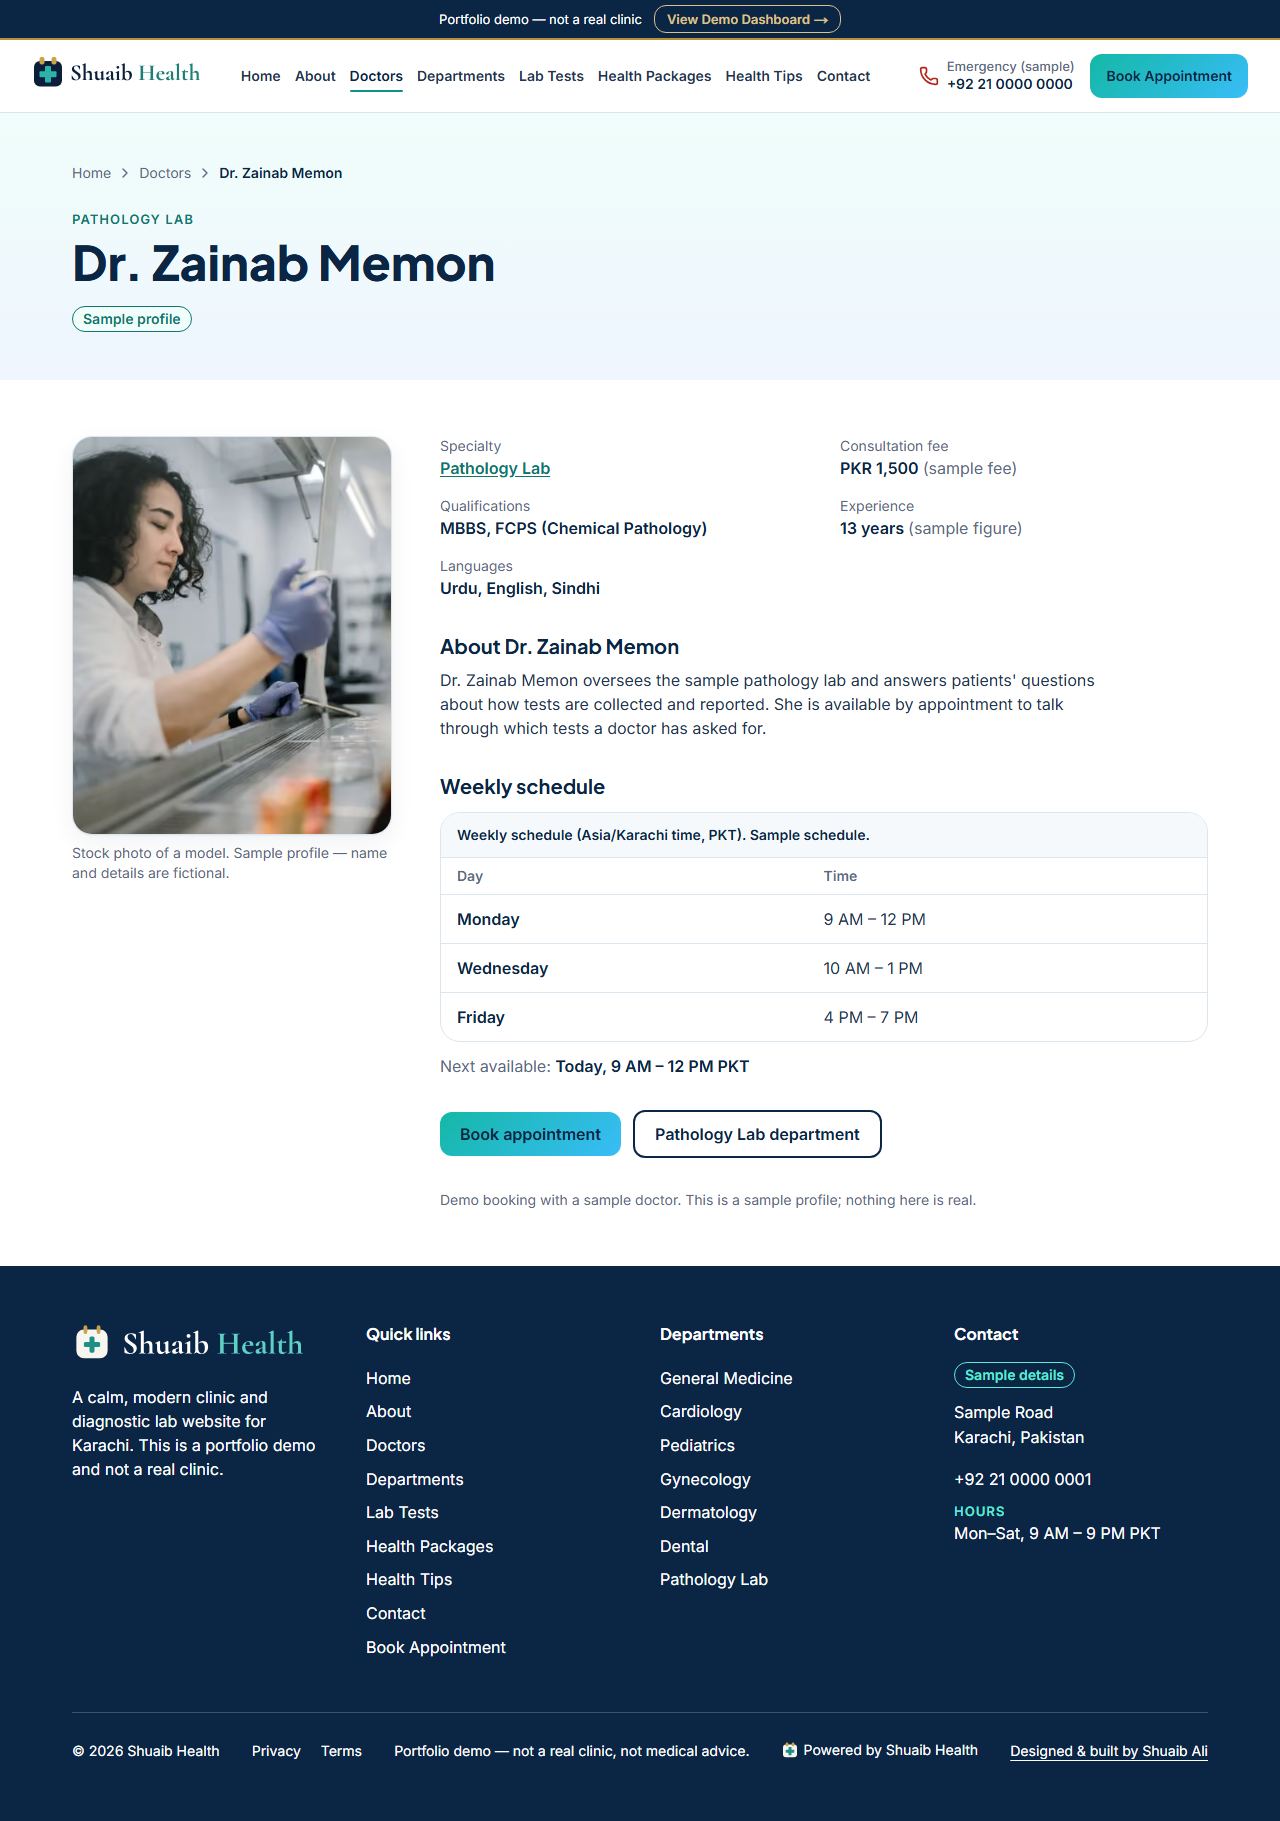 Portfolio demo — not a real clinic View Demo Dashboard →
Shuaib Health Home About Doctors Departments Lab Tests Health Packages Health Tips Contact Emergency (sample) +92 21 0000 0000 Book Appointment
Home > Doctors > Dr. Zainab Memon
PATHOLOGY LAB
Dr. Zainab Memon
Sample profile
Stock photo of a model. Sample profile — name
and details are fictional.
Specialty
Pathology Lab
Consultation fee
PKR 1,500 (sample fee)
Qualifications
MBBS, FCPS (Chemical Pathology)
Experience
13 years (sample figure)
Languages
Urdu, English, Sindhi
About Dr. Zainab Memon
Dr. Zainab Memon oversees the sample pathology lab and answers patients' questions
about how tests are collected and reported. She is available by appointment to talk
through which tests a doctor has asked for.
Weekly schedule
Weekly schedule (Asia/Karachi time, PKT). Sample schedule.
Day Time
Monday 9 AM – 12 PM
Wednesday 10 AM – 1 PM
Friday 4 PM – 7 PM
Next available: Today, 9 AM – 12 PM PKT
Book appointment Pathology Lab department
Demo booking with a sample doctor. This is a sample profile; nothing here is real.
Shuaib Health
A calm, modern clinic and
diagnostic lab website for
Karachi. This is a portfolio demo
and not a real clinic.
Quick links
Home
About
Doctors
Departments
Lab Tests
Health Packages
Health Tips
Contact
Book Appointment
Departments
General Medicine
Cardiology
Pediatrics
Gynecology
Dermatology
Dental
Pathology Lab
Contact
Sample details
Sample Road
Karachi, Pakistan
+92 21 0000 0001
HOURS
Mon–Sat, 9 AM – 9 PM PKT
© 2026 Shuaib Health Privacy Terms Portfolio demo — not a real clinic, not medical advice. Powered by Shuaib Health Designed & built by Shuaib Ali